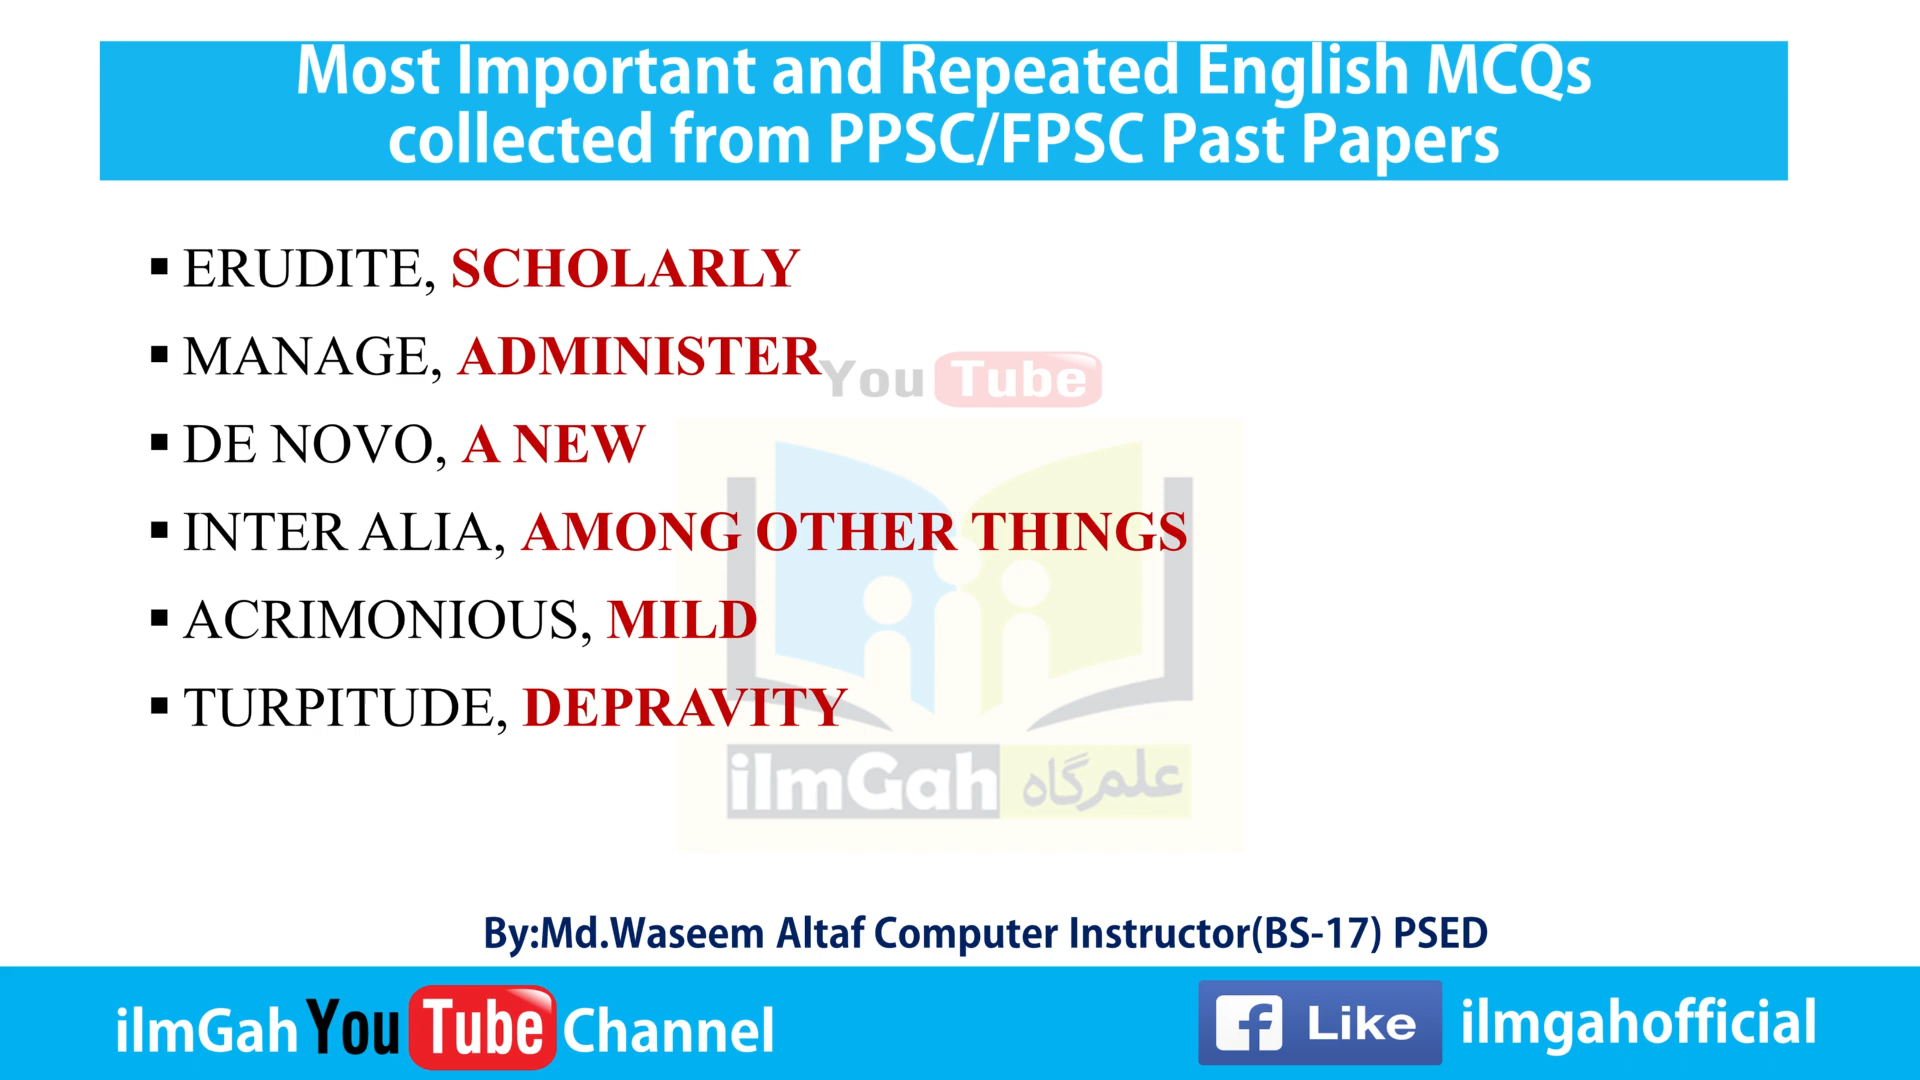 Most Important and Repeated English MCQs
collected from PPSC/FPSC Past Papers
▪ ERUDITE, SCHOLARLY
▪ MANAGE, ADMINISTER
YouTube
▪ DE NOVO, A NEW
▪ INTER ALIA, AMONG OTHER THINGS
▪ ACRIMONIOUS, MILD
▪ TURPITUDE, DEPRAVITY
ilmGah علم گاہ
By:Md.Waseem Altaf Computer Instructor(BS-17) PSED
ilmGah YouTube Channel
f Like ilmgahofficial